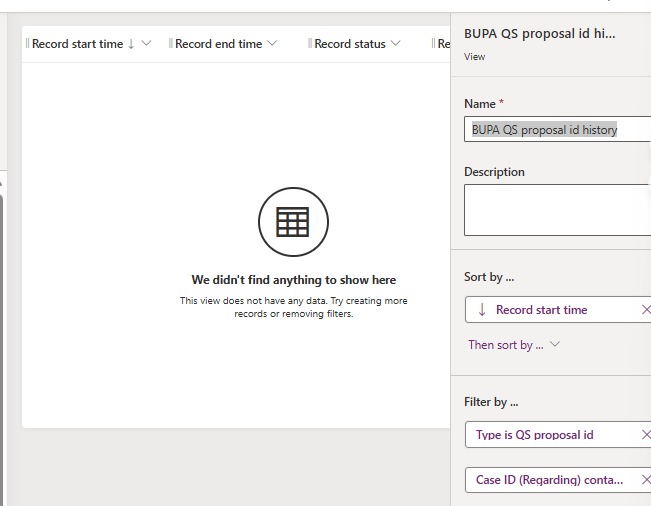 Record start time ↓
Record end time
Record status
Re
We didn't find anything to show here
This view does not have any data. Try creating more
records or removing filters.
BUPA QS proposal id hi...
View
Name *
BUPA QS proposal id history
Description
Sort by ...
↓ Record start time
Then sort by ...
Filter by ...
Type is QS proposal id
Case ID (Regarding) conta...